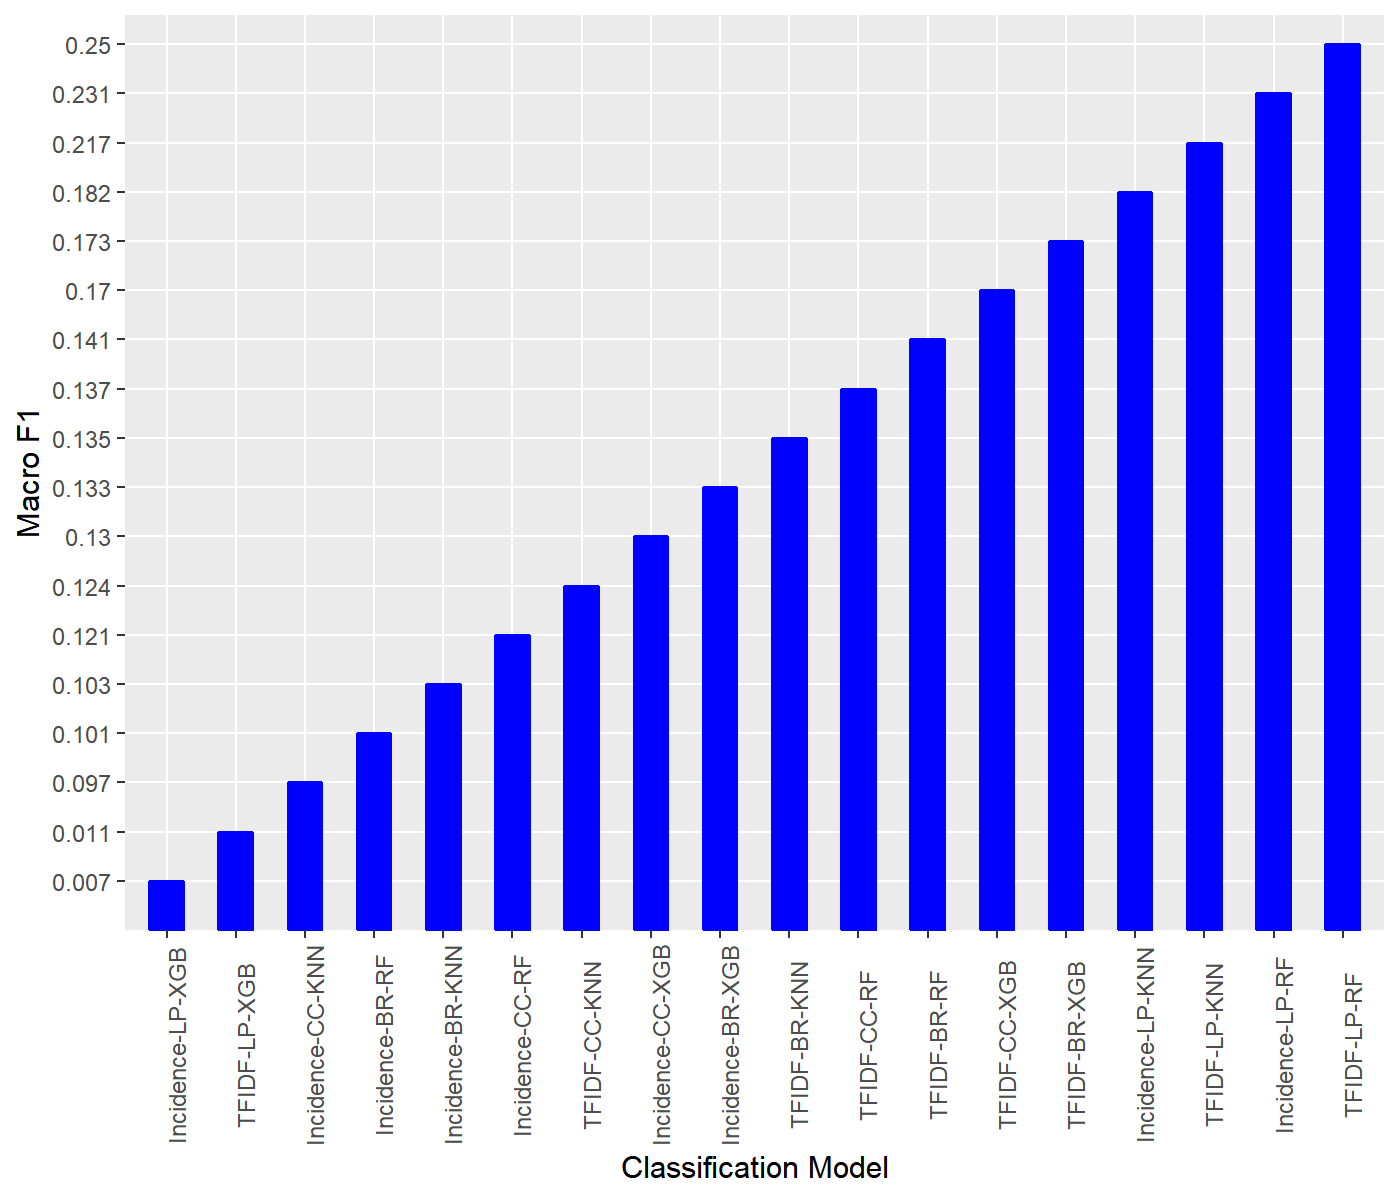 0.25
0.231
0.217
0.182
0.173
0.17
0.141
0.137
0.135
0.133
0.13
0.124
0.121
0.103
0.101
0.097
0.011
0.007
Macro F1
Incidence-LP-XGB
TFIDF-LP-XGB
Incidence-CC-KNN
Incidence-BR-RF
Incidence-BR-KNN
Incidence-CC-RF
TFIDF-CC-KNN
Incidence-CC-XGB
Incidence-BR-XGB
TFIDF-BR-KNN
TFIDF-CC-RF
TFIDF-BR-RF
TFIDF-CC-XGB
TFIDF-BR-XGB
Incidence-LP-KNN
TFIDF-LP-KNN
Incidence-LP-RF
TFIDF-LP-RF
Classification Model